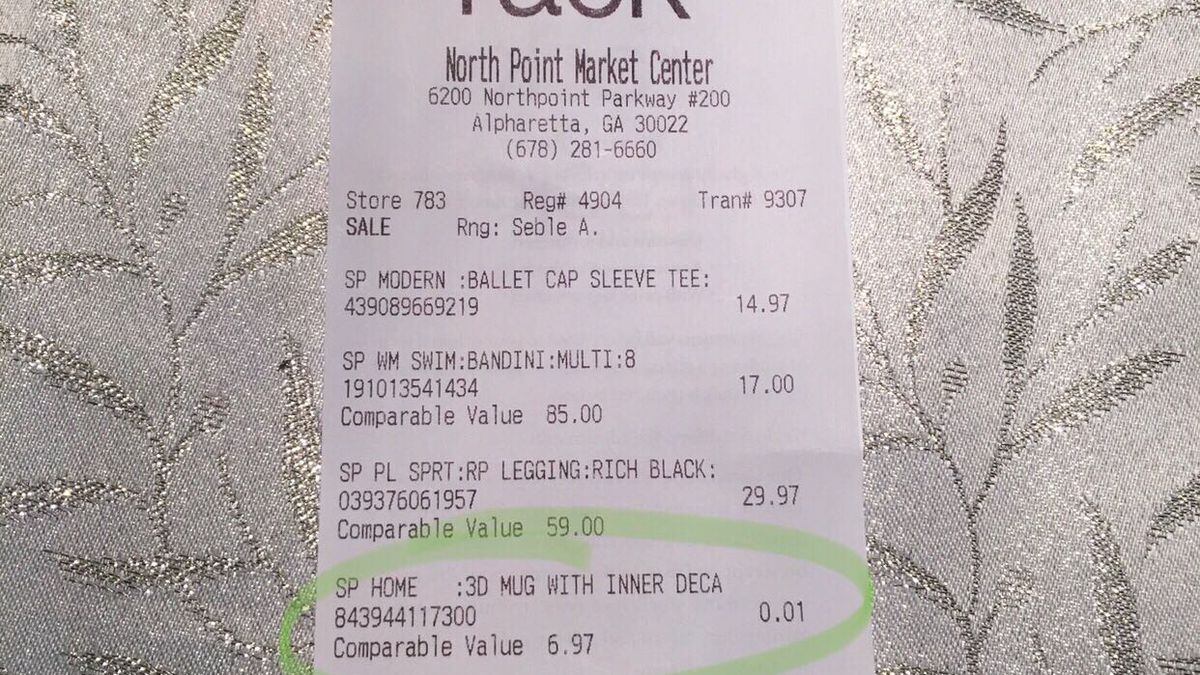 rack
North Point Market Center
6200 Northpoint Parkway #200
Alpharetta, GA 30022
(678) 281-6660
Store 783 Reg# 4904 Tran# 9307
SALE Rng: Seble A.
SP MODERN :BALLET CAP SLEEVE TEE:
439089669219 14.97
SP WM SWIM:BANDINI:MULTI:8
191013541434 17.00
Comparable Value 85.00
SP PL SPRT:RP LEGGING:RICH BLACK:
039376061957 29.97
Comparable Value 59.00
SP HOME :3D MUG WITH INNER DECA
843944117300 0.01
Comparable Value 6.97